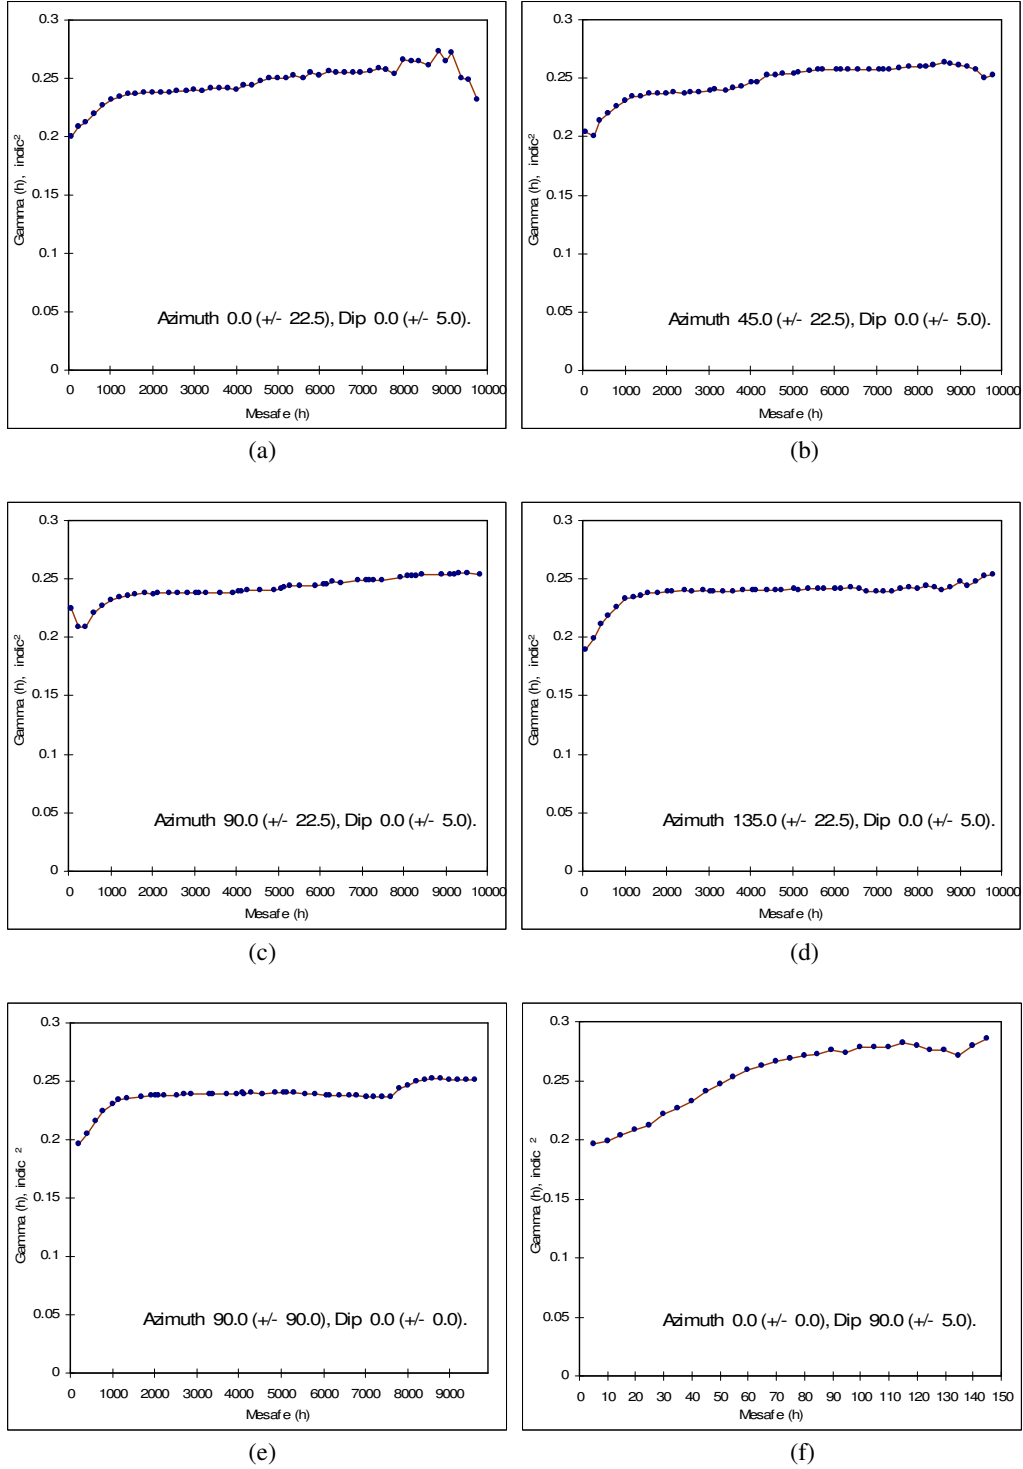 0.3
0.25
0.2
0.15
0.1
0.05
0
Gamma (h), indic²
Azimuth 0.0 (+/- 22.5), Dip 0.0 (+/- 5.0).
0 1000 2000 3000 4000 5000 6000 7000 8000 9000 10000
Mesafe (h)
(a)
0.3
0.25
0.2
0.15
0.1
0.05
0
Gamma (h), indic²
Azimuth 45.0 (+/- 22.5), Dip 0.0 (+/- 5.0).
0 1000 2000 3000 4000 5000 6000 7000 8000 9000 10000
Mesafe (h)
(b)
0.3
0.25
0.2
0.15
0.1
0.05
0
Gamma (h), indic²
Azimuth 90.0 (+/- 22.5), Dip 0.0 (+/- 5.0).
0 1000 2000 3000 4000 5000 6000 7000 8000 9000 10000
Mesafe (h)
(c)
0.3
0.25
0.2
0.15
0.1
0.05
0
Gamma (h), indic²
Azimuth 135.0 (+/- 22.5), Dip 0.0 (+/- 5.0).
0 1000 2000 3000 4000 5000 6000 7000 8000 9000 10000
Mesafe (h)
(d)
0.3
0.25
0.2
0.15
0.1
0.05
0
Gamma (h), indic ²
Azimuth 90.0 (+/- 90.0), Dip 0.0 (+/- 0.0).
0 1000 2000 3000 4000 5000 6000 7000 8000 9000
Mesafe (h)
(e)
0.3
0.25
0.2
0.15
0.1
0.05
0
Gamma (h), indic ²
Azimuth 0.0 (+/- 0.0), Dip 90.0 (+/- 5.0).
0 10 20 30 40 50 60 70 80 90 100 110 120 130 140 150
Mesafe (h)
(f)